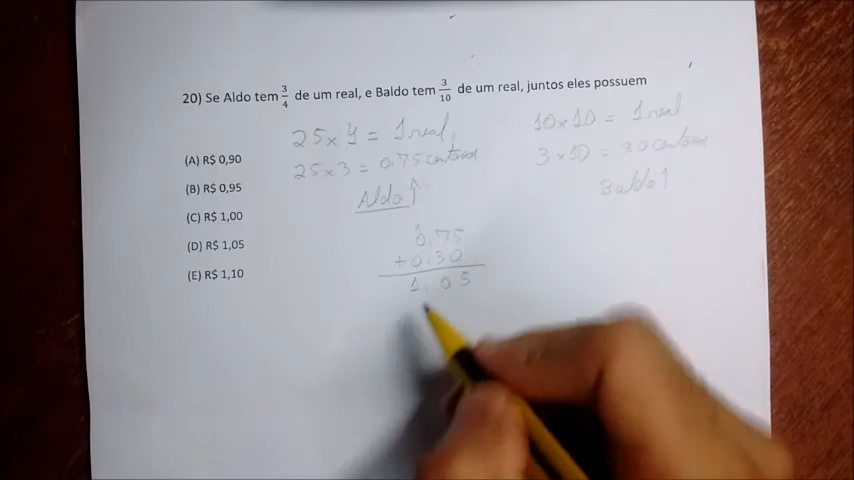 20) Se Aldo tem 3/4 de um real, e Baldo tem 3/10 de um real, juntos eles possuem
(A) R$ 0,90
(B) R$ 0,95
(C) R$ 1,00
(D) R$ 1,05
(E) R$ 1,10
25 x 4 = 1 real
25 x 3 = 0,75 centavos
Aldo ↑
10 x 10 = 1 real
3 x 10 = 30 centavos
Baldo ↑
1
0,75
+0,30
1,05